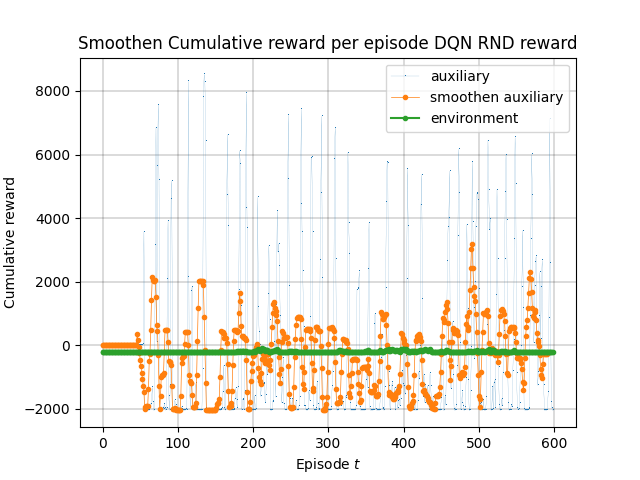 Smoothen Cumulative reward per episode DQN RND reward
auxiliary
smoothen auxiliary
environment
8000
6000
4000
2000
0
−2000
Cumulative reward
0 100 200 300 400 500 600
Episode t